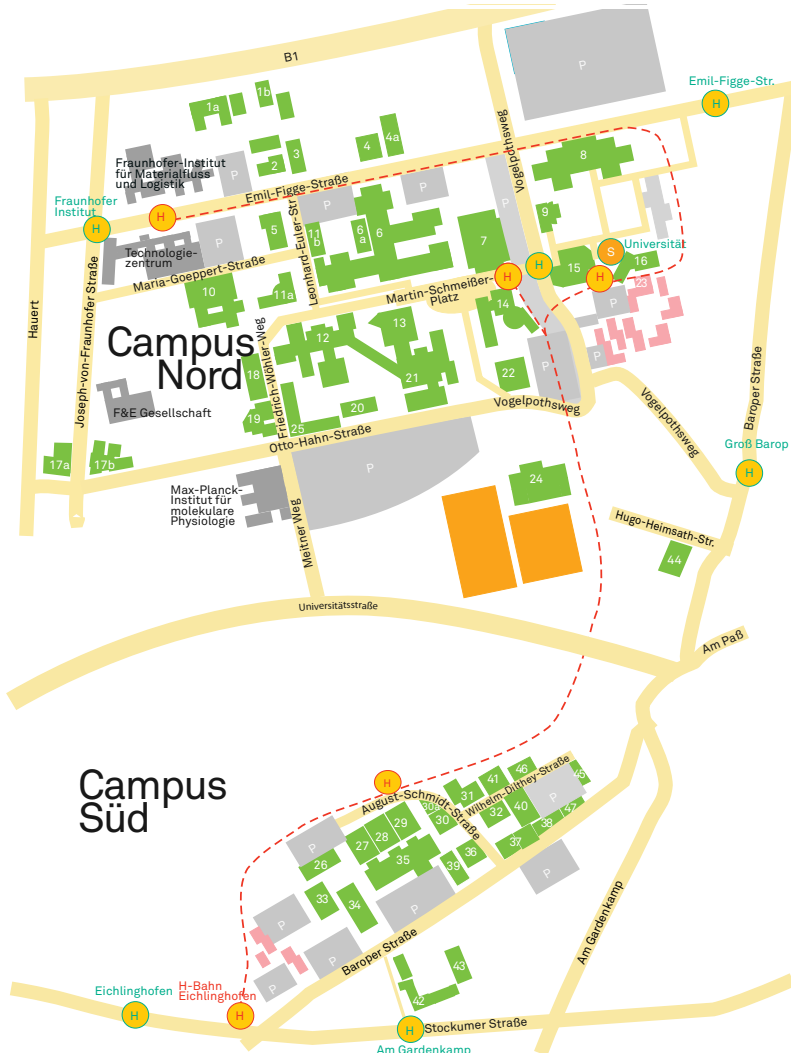 B1
P
Emil-Figge-Str.
H
1a
1b
4a
4
3
2
Vogelpothsweg
8
Fraunhofer-Institut
für Materialfluss
und Logistik
P
Emil-Figge-Straße
P
P
P
Fraunhofer
Institut
H
H
9
5
P
11
b
6
a
6
7
S
Universität
Technologie-
zentrum
Leonhard-Euler-Str.
H
H
15
H
16
23
Maria-Goeppert-Straße
10
11a
Martin-Schmeißer-
Platz
14
P
Hauert
Joseph-von-Fraunhofer Straße
Campus
Nord
Friedrich-Wöhler-Weg
12
13
P
P
18
21
22
Vogelpothsweg
Baroper Straße
F&E Gesellschaft
19
25
20
Vogelpothsweg
Otto-Hahn-Straße
Groß Barop
H
17a
17b
P
Max-Planck-
Institut für
molekulare
Physiologie
24
Meitner Weg
Hugo-Heimsath-Str.
44
Universitätsstraße
Am Paß
Campus
Süd
H
August-Schmidt-Straße
Wilhelm-Dilthey-Straße
46
41
45
31
P
30a
30
32
40
47
29
28
27
38
37
P
26
35
36
39
P
33
34
P
P
P
P
Baroper Straße
Am Gardenkamp
43
42
Eichlinghofen
H
H-Bahn
Eichlinghofen
H
H
Stockumer Straße
Am Gardenkamp